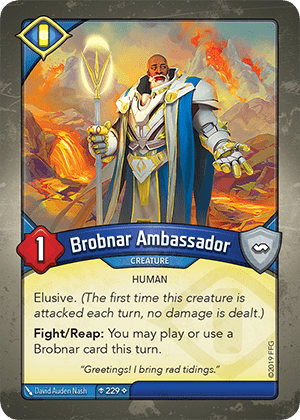 Brobnar Ambassador
1
CREATURE
HUMAN
Elusive. (The first time this creature is
attacked each turn, no damage is dealt.)
Fight/Reap: You may play or use a
Brobnar card this turn.
“Greetings! I bring rad tidings.”
David Auden Nash
229
©2019 FFG